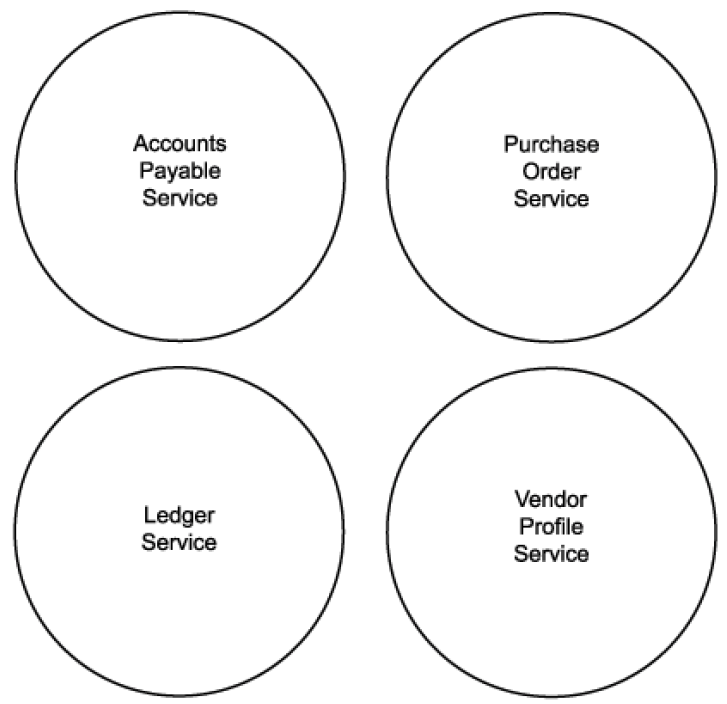 Accounts
Payable
Service
Purchase
Order
Service
Ledger
Service
Vendor
Profile
Service